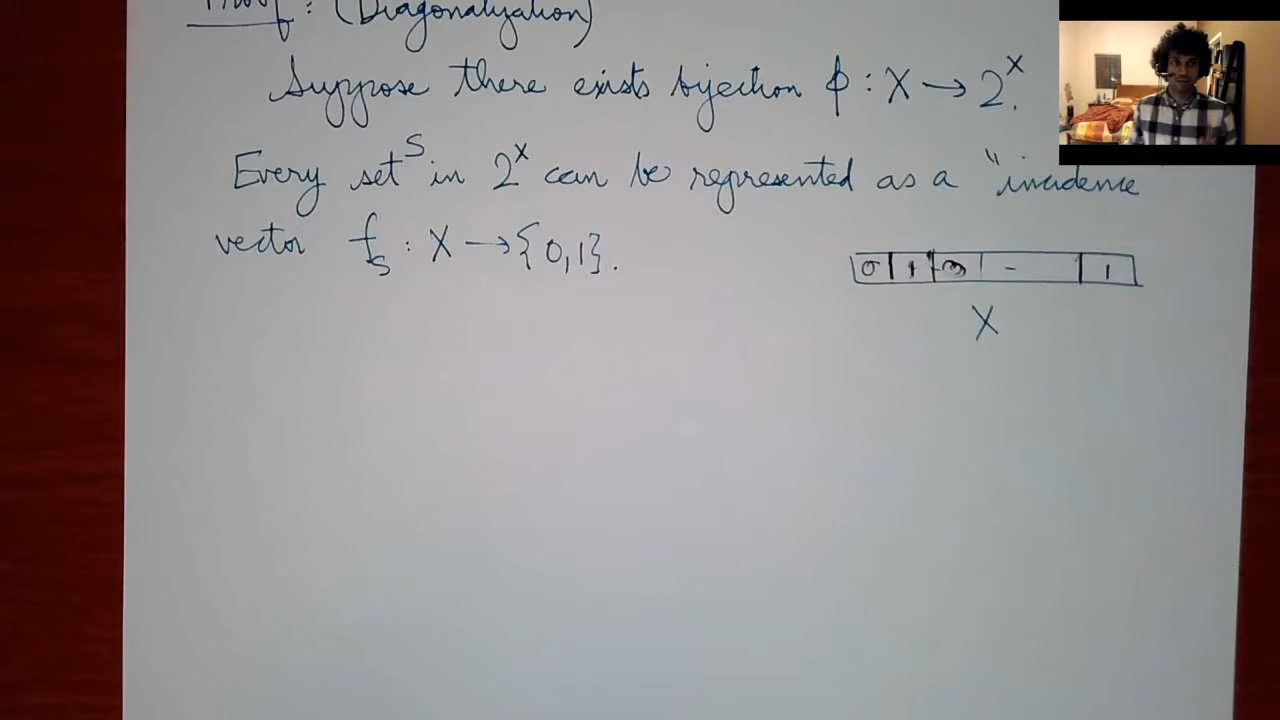 Proof : (Diagonalization)
Suppose there exists bijection ϕ : X → 2^X.
Every set S in 2^X can be represented as a "incidence
vector f_S : X → {0,1}.
0 1 - 1
X